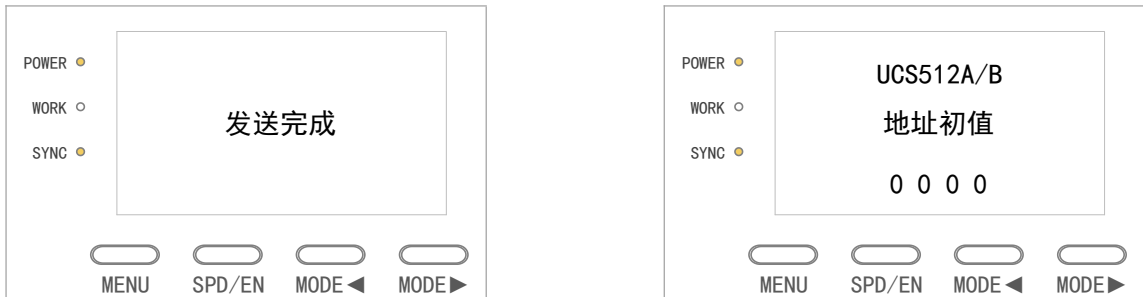 POWER
WORK
SYNC
发送完成
MENU SPD/EN MODE◀ MODE▶
POWER
WORK
SYNC
UCS512A/B
地址初值
0 0 0 0
MENU SPD/EN MODE◀ MODE▶